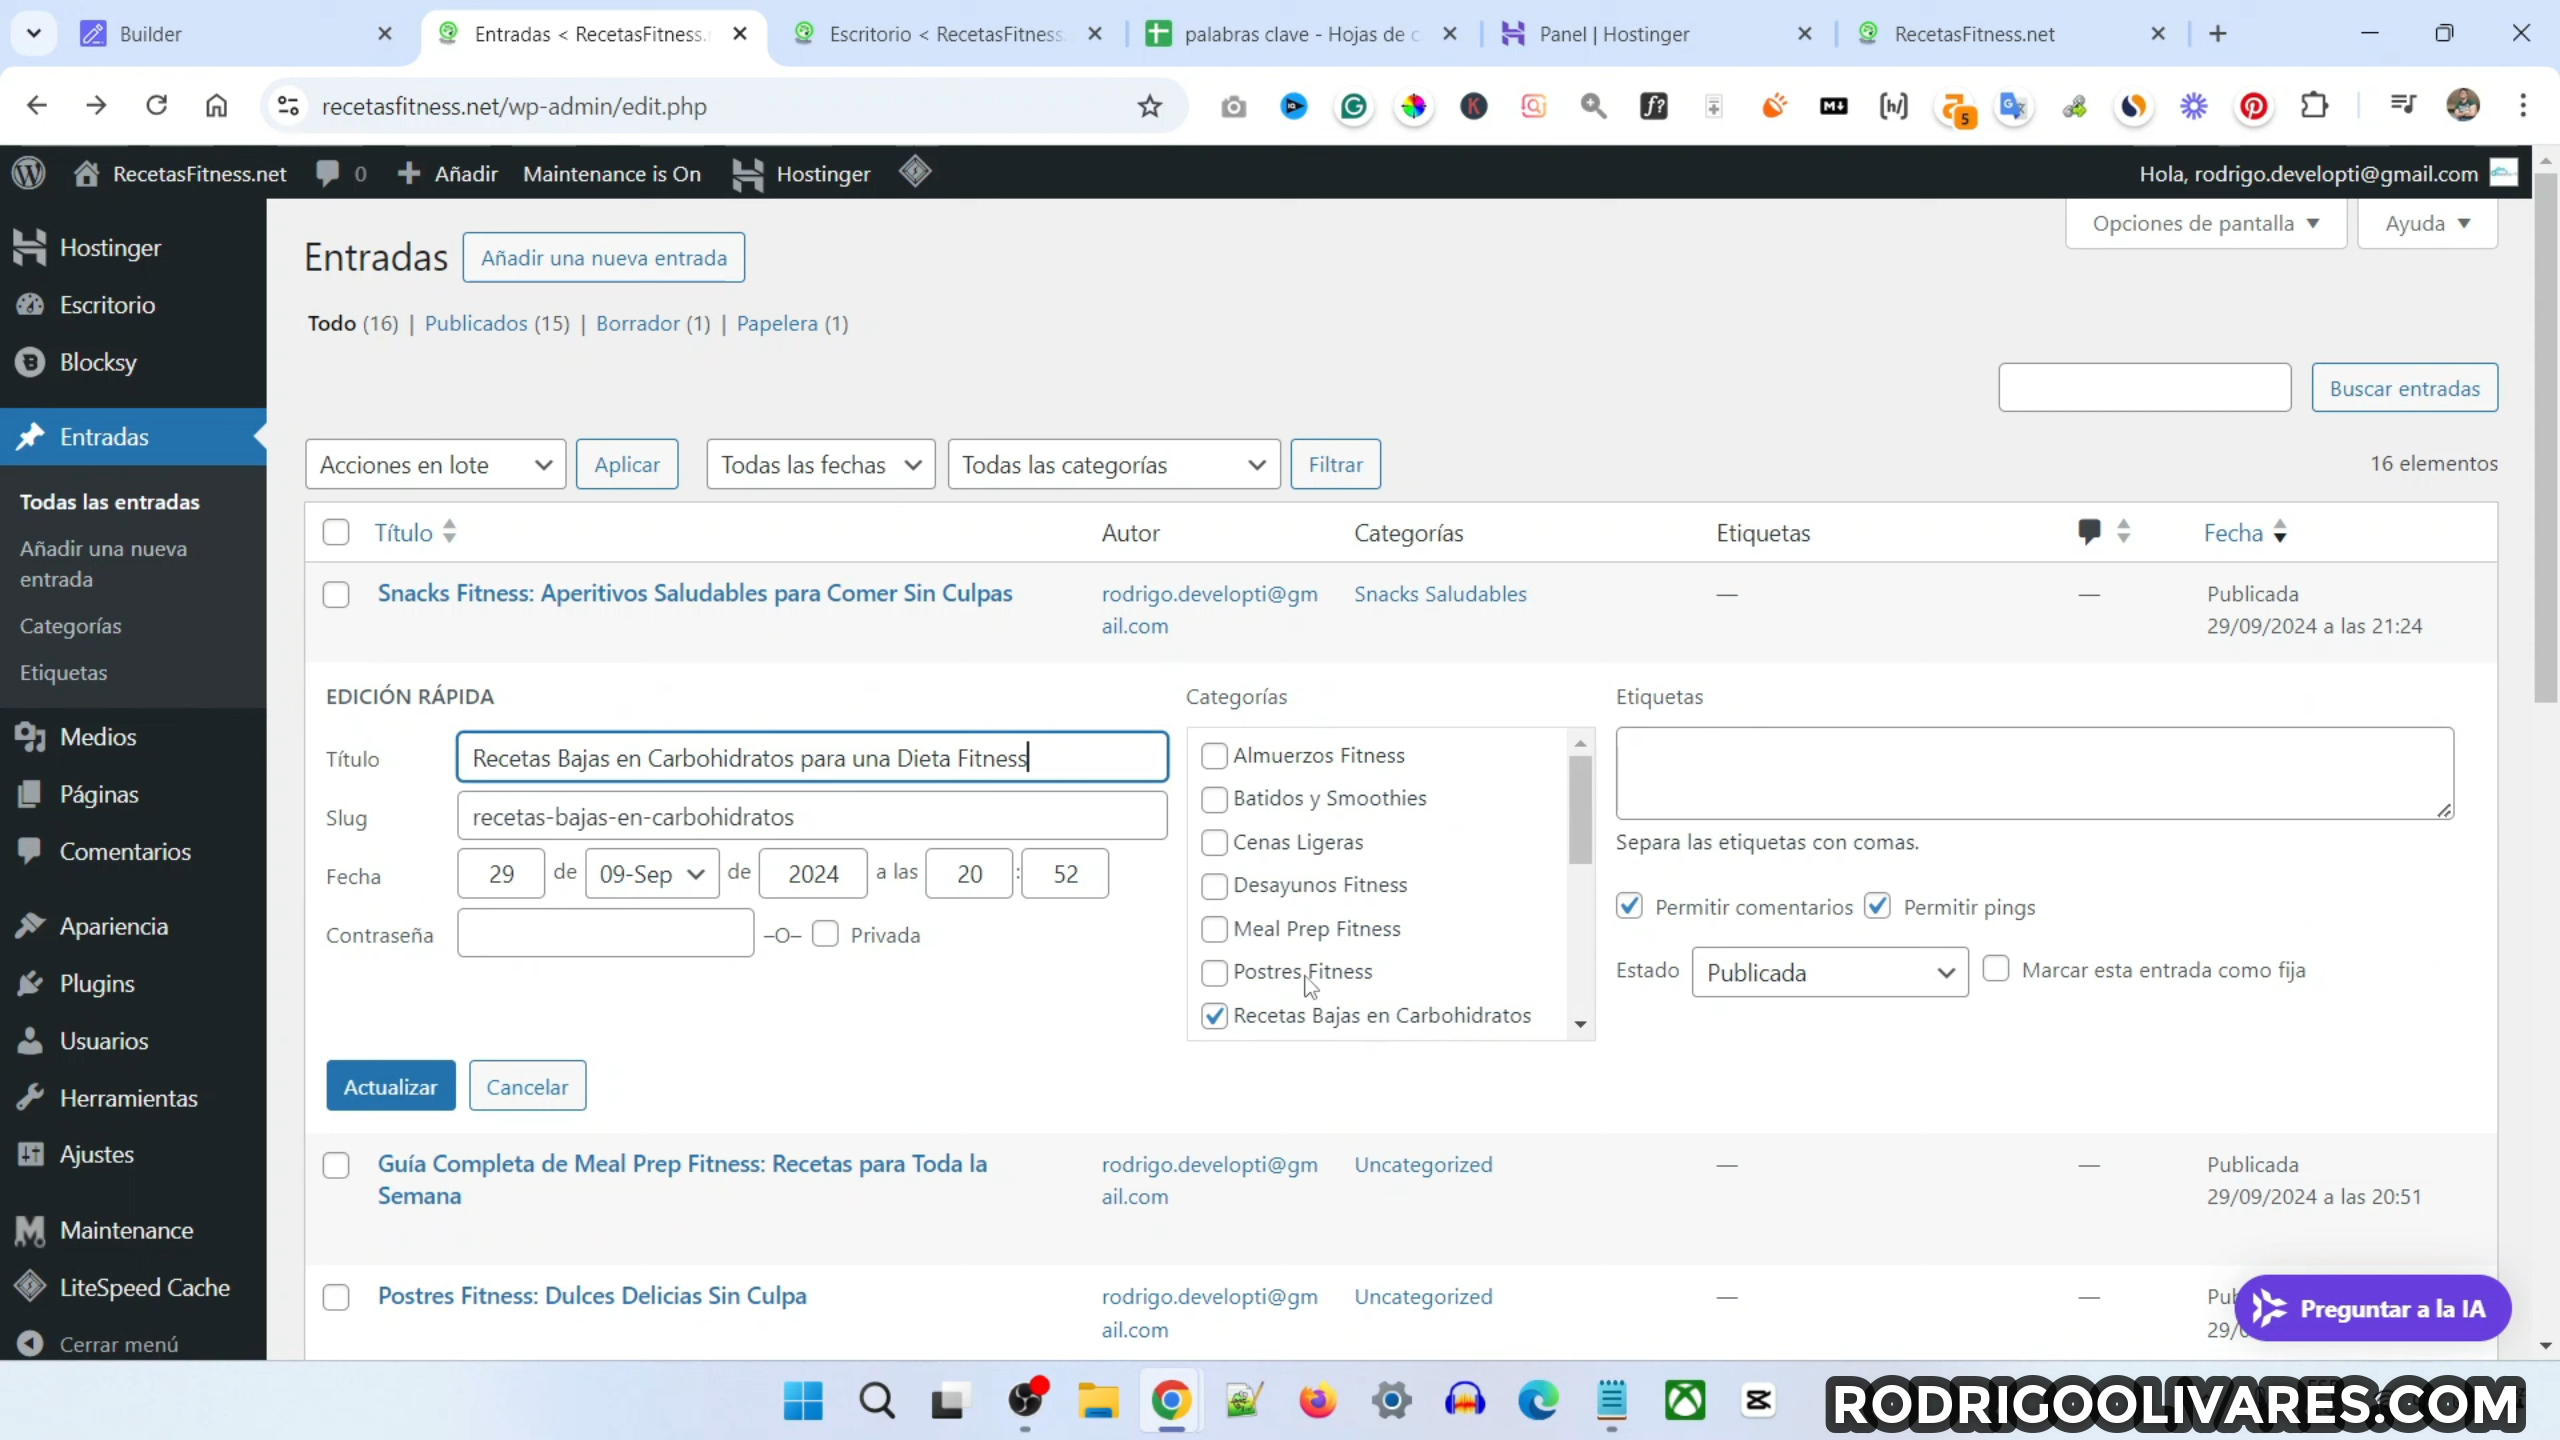 Builder
Entradas < RecetasFitness.
Escritorio < RecetasFitness.
palabras clave - Hojas de c
Panel | Hostinger
RecetasFitness.net
recetasfitness.net/wp-admin/edit.php
5
RecetasFitness.net
0
Añadir
Maintenance is On
Hostinger
Hola, rodrigo.developti@gmail.com
Hostinger
Escritorio
Blocksy
Entradas
Todas las entradas
Añadir una nueva
entrada
Categorías
Etiquetas
Medios
Páginas
Comentarios
Apariencia
Plugins
Usuarios
Herramientas
Ajustes
Maintenance
LiteSpeed Cache
Cerrar menú
Opciones de pantalla
Ayuda
Entradas
Añadir una nueva entrada
Todo (16) | Publicados (15) | Borrador (1) | Papelera (1)
Buscar entradas
Acciones en lote
Aplicar
Todas las fechas
Todas las categorías
Filtrar
16 elementos
Título
Autor
Categorías
Etiquetas
Fecha
Snacks Fitness: Aperitivos Saludables para Comer Sin Culpas
rodrigo.developti@gm
ail.com
Snacks Saludables
—
—
Publicada
29/09/2024 a las 21:24
EDICIÓN RÁPIDA
Título
Recetas Bajas en Carbohidratos para una Dieta Fitness
Slug
recetas-bajas-en-carbohidratos
Fecha
29 de 09-Sep de 2024 a las 20 : 52
Contraseña
–O–
Privada
Categorías
Almuerzos Fitness
Batidos y Smoothies
Cenas Ligeras
Desayunos Fitness
Meal Prep Fitness
Postres Fitness
Recetas Bajas en Carbohidratos
Etiquetas
Separa las etiquetas con comas.
Permitir comentarios
Permitir pings
Estado
Publicada
Marcar esta entrada como fija
Actualizar
Cancelar
Guía Completa de Meal Prep Fitness: Recetas para Toda la
Semana
rodrigo.developti@gm
ail.com
Uncategorized
—
—
Publicada
29/09/2024 a las 20:51
Postres Fitness: Dulces Delicias Sin Culpa
rodrigo.developti@gm
ail.com
Uncategorized
—
—
Preguntar a la IA
RODRIGOOLIVARES.COM